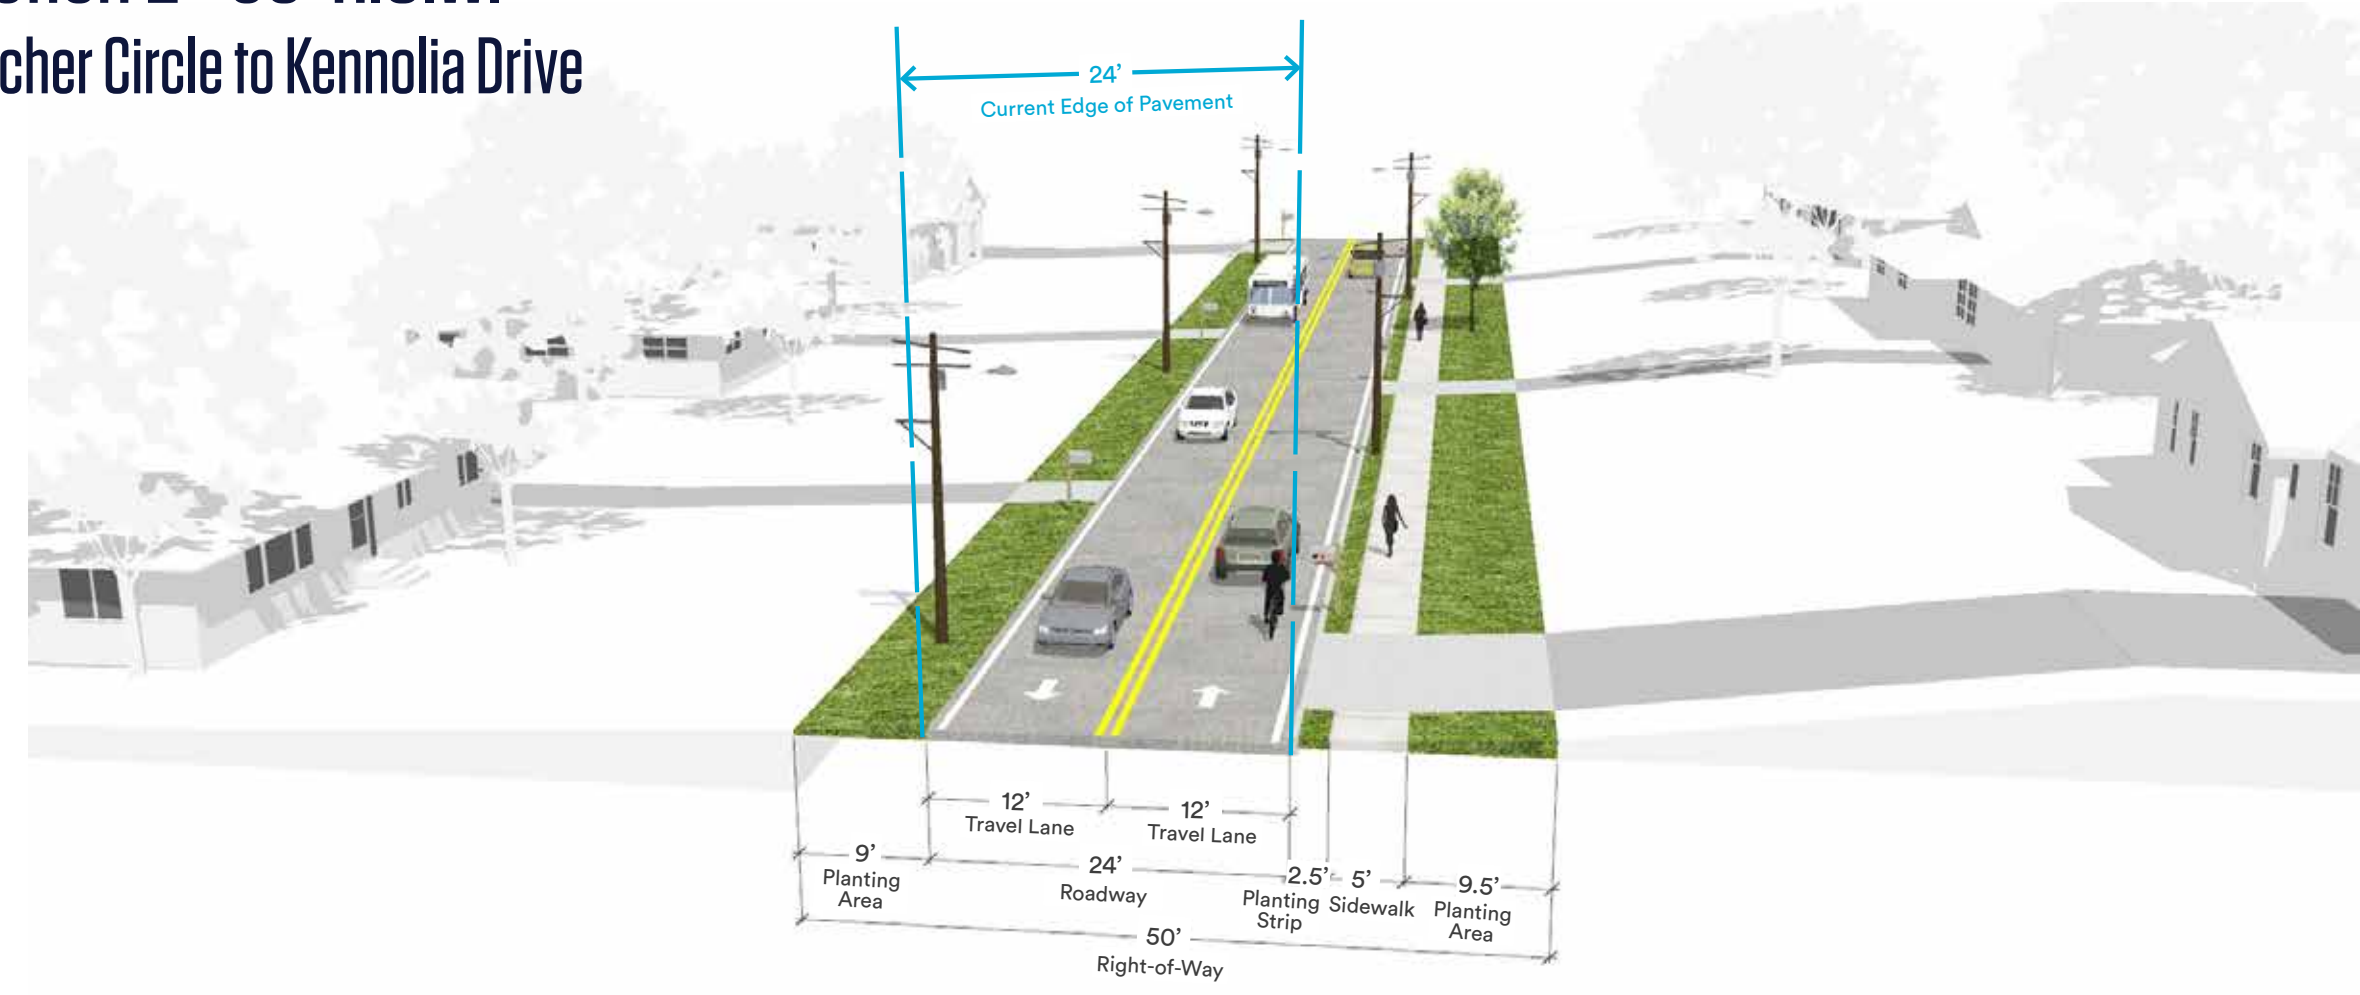 cher Circle to Kennolia Drive
24’
Current Edge of Pavement
12’
Travel Lane
12’
Travel Lane
9’
Planting
Area
24’
Roadway
2.5’
Planting
Strip
5’
Sidewalk
9.5’
Planting
Area
50’
Right-of-Way